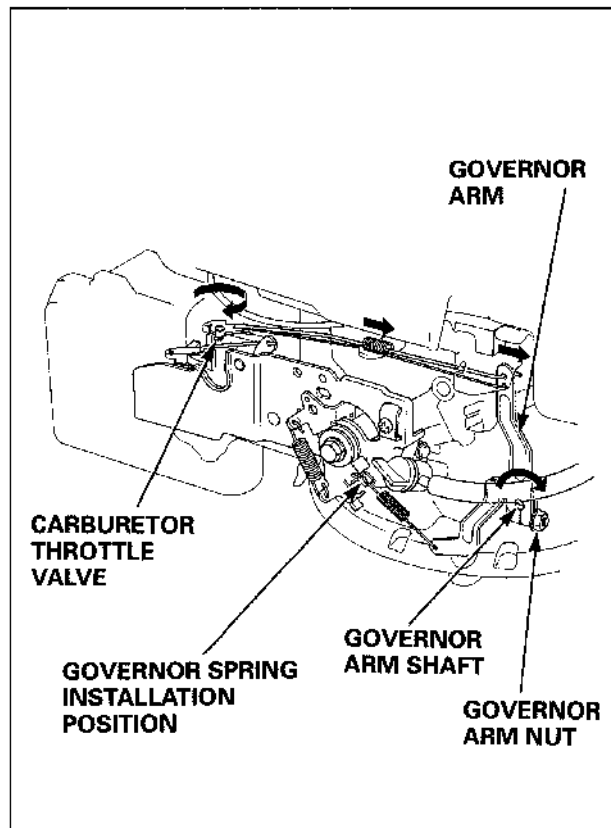 GOVERNOR
ARM
CARBURETOR
THROTTLE
VALVE
GOVERNOR SPRING
INSTALLATION
POSITION
GOVERNOR
ARM SHAFT
GOVERNOR
ARM NUT